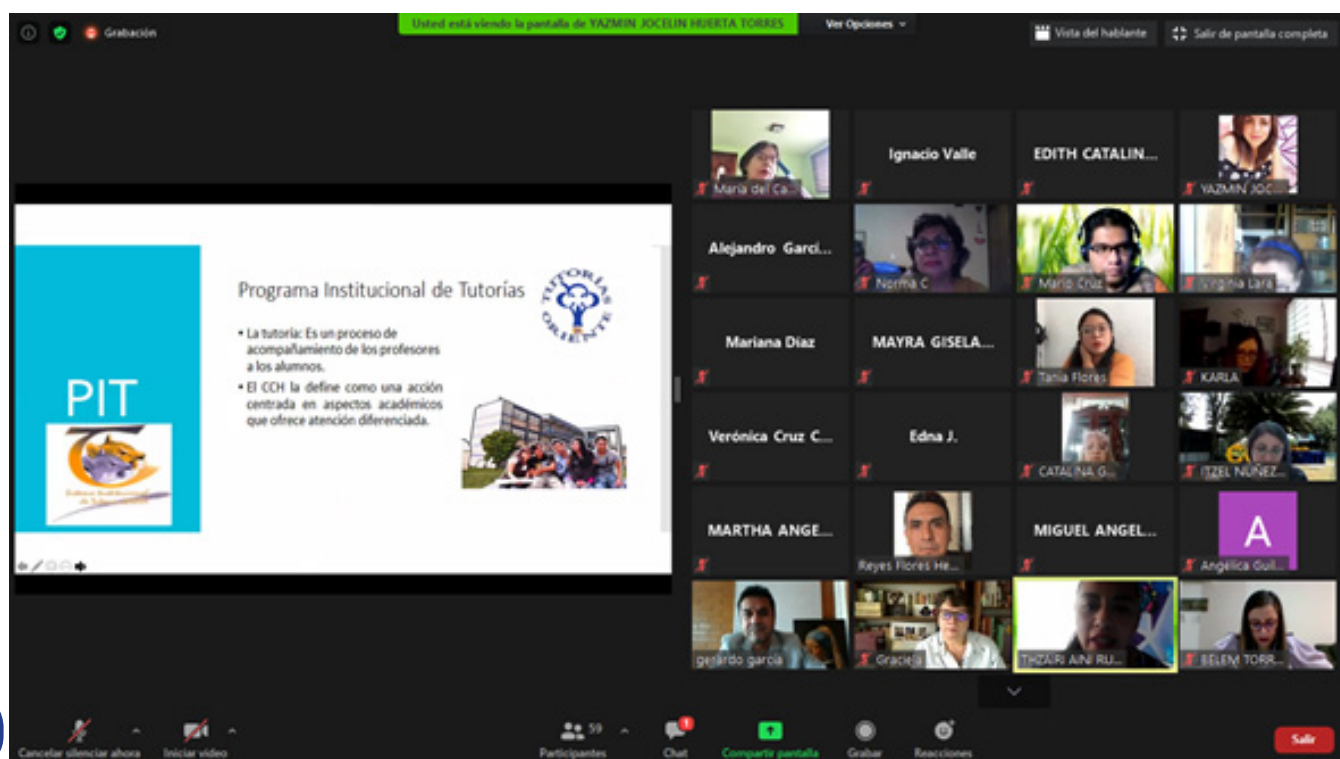 Grabación
Usted está viendo la pantalla de YAZMIN JOCELIN HUERTA TORRES
Ver Opciones
Vista del hablante
Salir de pantalla completa
PIT
Programa Institucional de Tutorías
TUTORÍAS
ORIENTE
• La tutoría: Es un proceso de
acompañamiento de los profesores
a los alumnos.
• El CCH la define como una acción
centrada en aspectos académicos
que ofrece atención diferenciada.
María del Ca...
Ignacio Valle
EDITH CATALIN...
YAZMIN JOC...
Alejandro Garcí...
Norma C
Mario Cruz
Virginia Lara
Mariana Díaz
MAYRA GISELA...
Tania Flores
KARLA
Verónica Cruz C...
Edna J.
CATALINA G...
ITZEL NUÑEZ...
MARTHA ANGE...
Reyes Flores He...
MIGUEL ANGEL...
A
Angélica Guil...
gerardo garcia
Graciela
THZAIRI AINI RU...
BELEM TORR...
Cancelar silenciar ahora
Iniciar video
59
Participantes
1
Chat
Compartir pantalla
Grabar
Reacciones
Salir